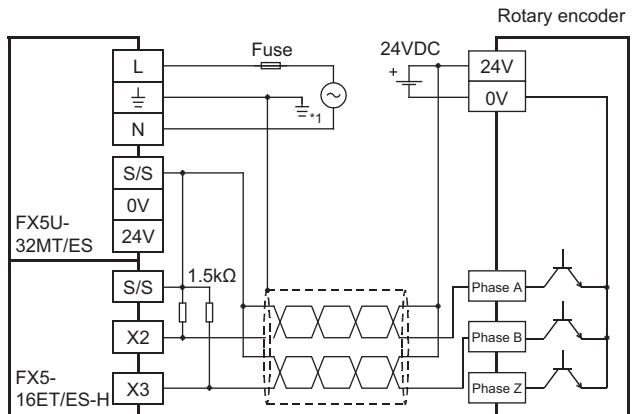 Rotary encoder
Fuse
24VDC
+
L
N
*1
24V
0V
S/S
0V
24V
FX5U-
32MT/ES
S/S
1.5kΩ
X2
X3
FX5-
16ET/ES-H
Phase A
Phase B
Phase Z